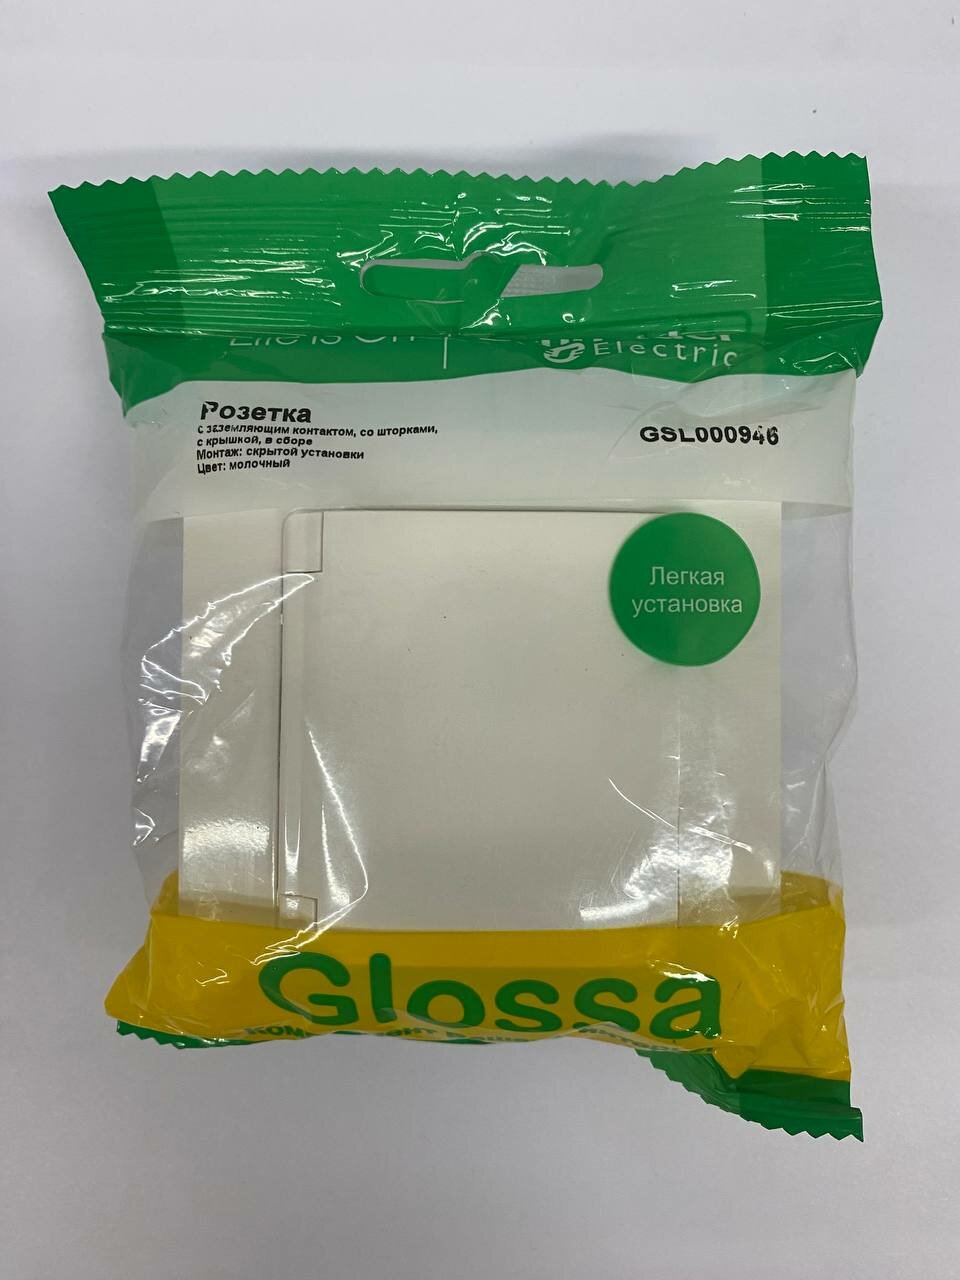 Life Is On
Electric
Розетка
с заземляющим контактом, со шторками,
с крышкой, в сборе
Монтаж: скрытой установки
Цвет: молочный
GSL000946
Легкая
установка
Glossa